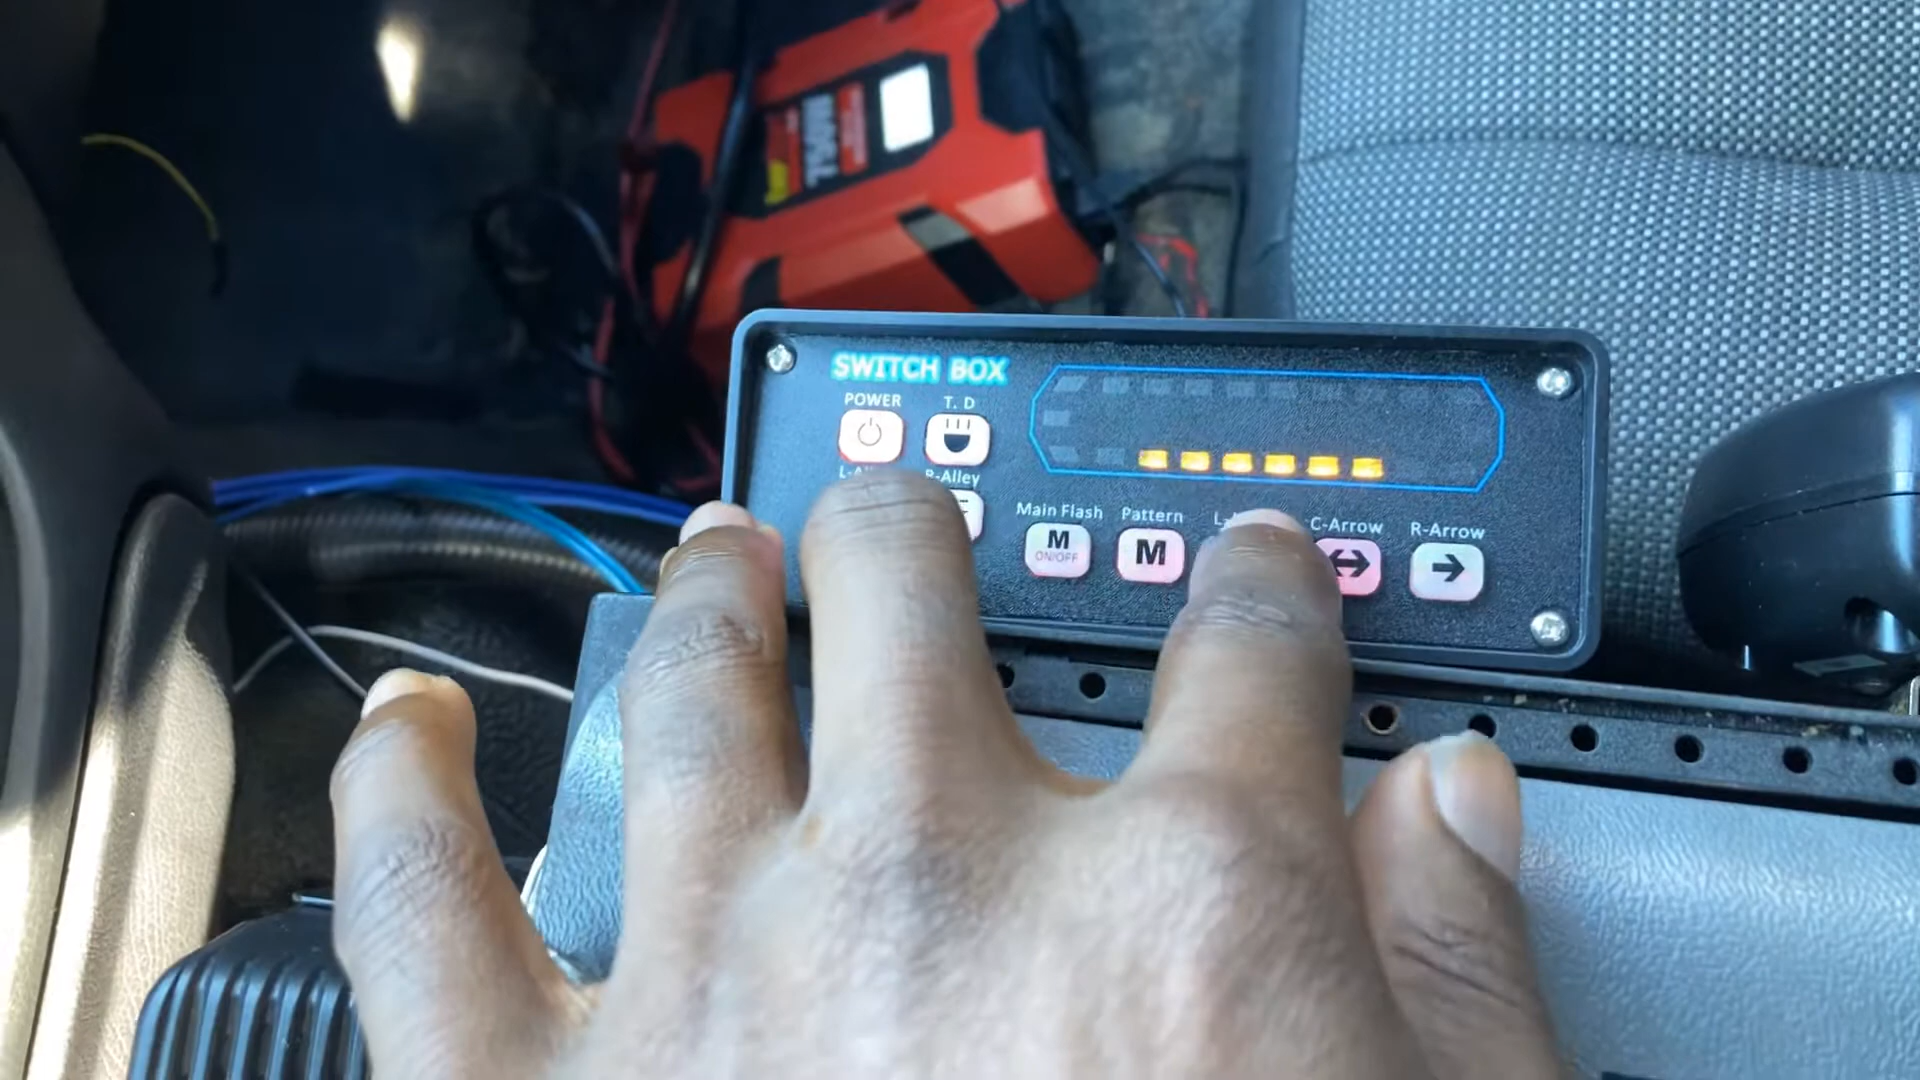 SWITCH BOX
POWER
T. D
R-Alley
Main Flash
Pattern
C-Arrow
R-Arrow
M
ON/OFF
M